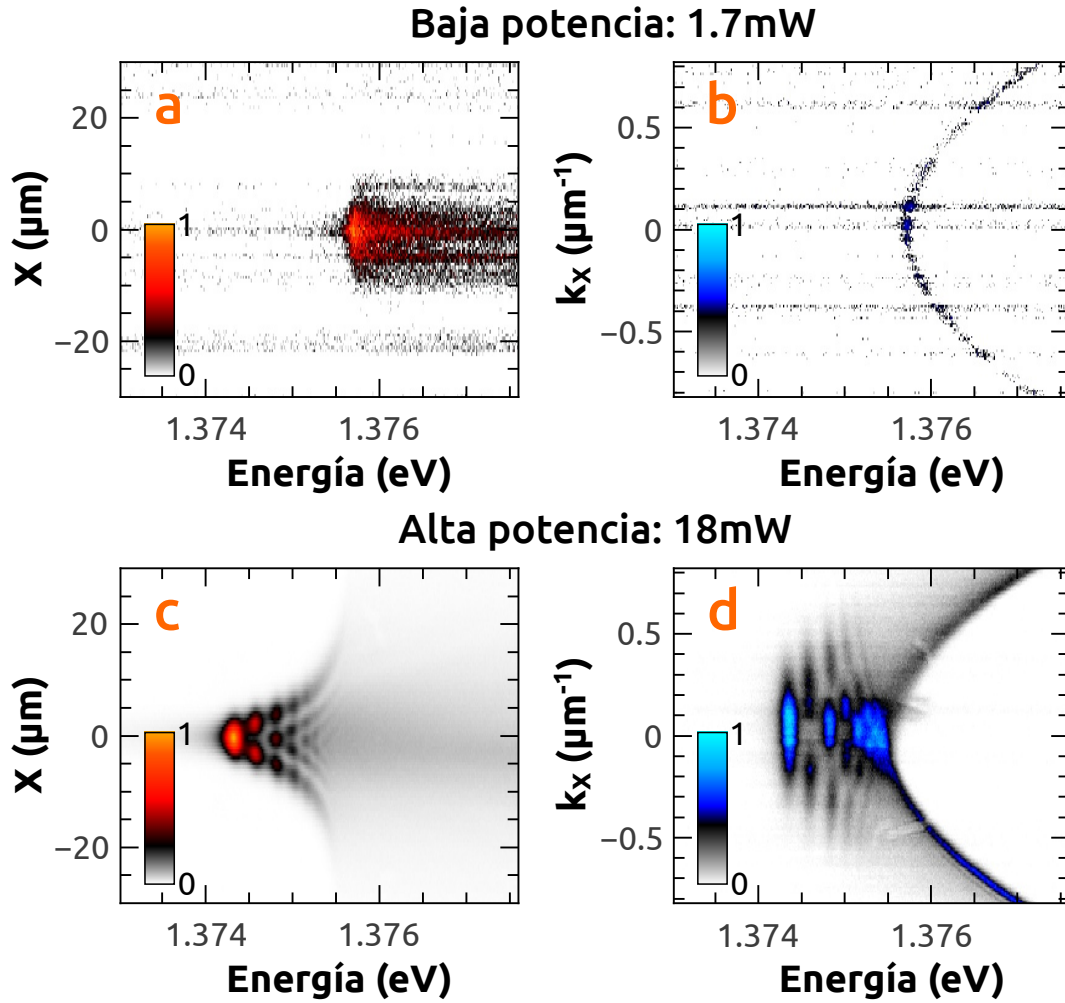 Baja potencia: 1.7mW
a
b
X (µm)
20
0
−20
1
0
1.374
1.376
Energía (eV)
kx (µm⁻¹)
0.5
0
−0.5
1
0
1.374
1.376
Energía (eV)
Alta potencia: 18mW
c
d
X (µm)
20
0
−20
1
0
1.374
1.376
Energía (eV)
kx (µm⁻¹)
0.5
0
−0.5
1
0
1.374
1.376
Energía (eV)